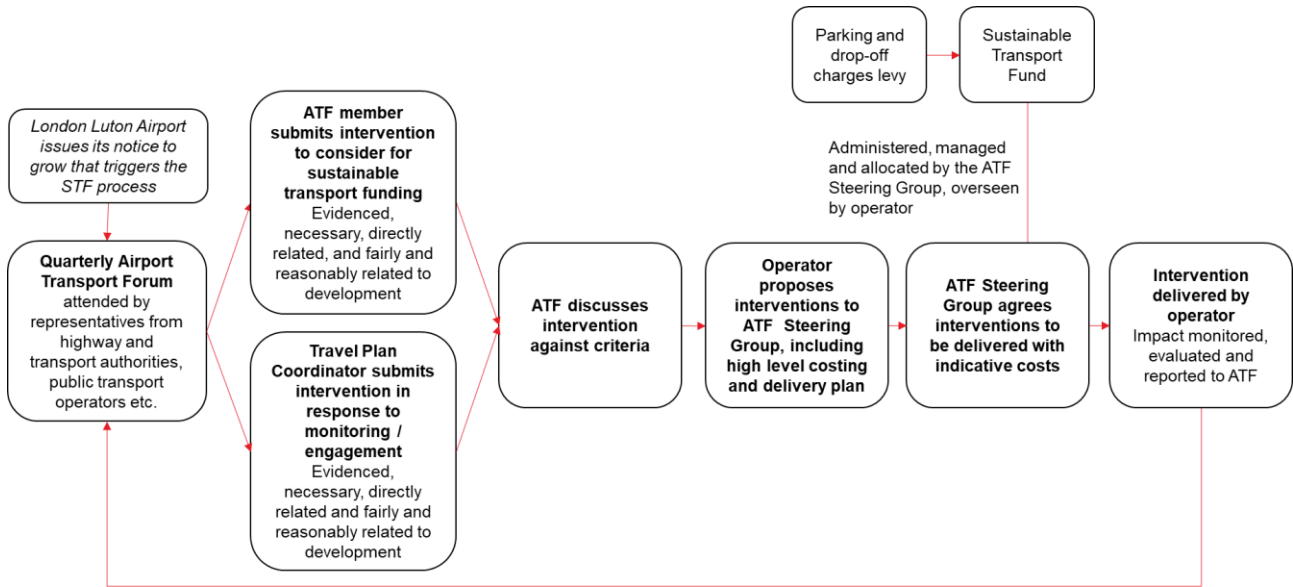 London Luton Airport
issues its notice to
grow that triggers the
STF process
Quarterly Airport
Transport Forum
attended by
representatives from
highway and
transport authorities,
public transport
operators etc.
ATF member
submits intervention
to consider for
sustainable
transport funding
Evidenced,
necessary, directly
related, and fairly and
reasonably related to
development
Travel Plan
Coordinator submits
intervention in
response to
monitoring /
engagement
Evidenced,
necessary, directly
related and fairly and
reasonably related to
development
ATF discusses
intervention
against criteria
Operator
proposes
interventions to
ATF Steering
Group, including
high level costing
and delivery plan
Parking and
drop-off
charges levy
Sustainable
Transport
Fund
Administered, managed
and allocated by the ATF
Steering Group, overseen
by operator
ATF Steering
Group agrees
interventions to
be delivered with
indicative costs
Intervention
delivered by
operator
Impact monitored,
evaluated and
reported to ATF